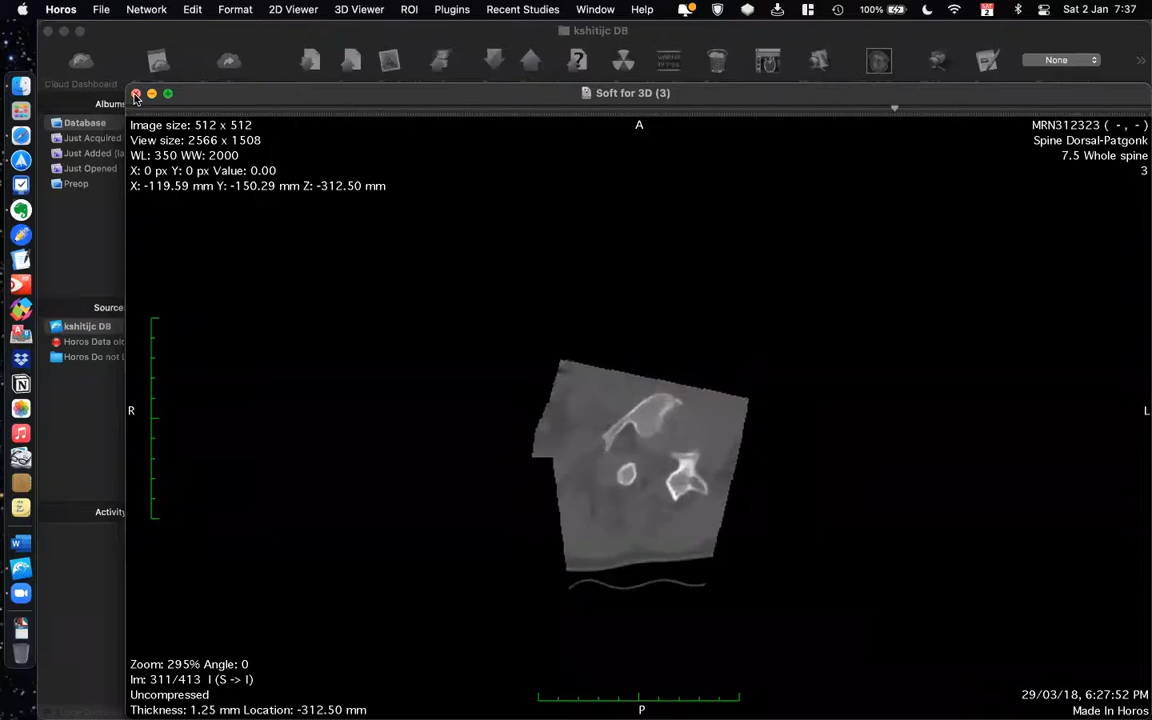 Horos File Edit Network Format 2D Viewer 3D Viewer ROI Plugins Recent Studies Window Help 100% SAT 2 Sat 2 Jan 7:37
kshitijc DB
None
Cloud Dashboard
Albums
Database
Just Acquired
Just Added (la
Just Opened
Preop
Source
kshitijc DB
Horos Data old
Horos Do not D
Activity
Soft for 3D (3)
Image size: 512 x 512
View size: 2566 x 1508
WL: 350 WW: 2000
X: 0 px Y: 0 px Value: 0.00
X: -119.59 mm Y: -150.29 mm Z: -312.50 mm
A
MRN312323 ( - , - )
Spine Dorsal-Patgonk
7.5 Whole spine
3
R
L
Zoom: 295% Angle: 0
Im: 311/413 I (S -> I)
Uncompressed
Thickness: 1.25 mm Location: -312.50 mm
P
29/03/18, 6:27:52 PM
Made In Horos